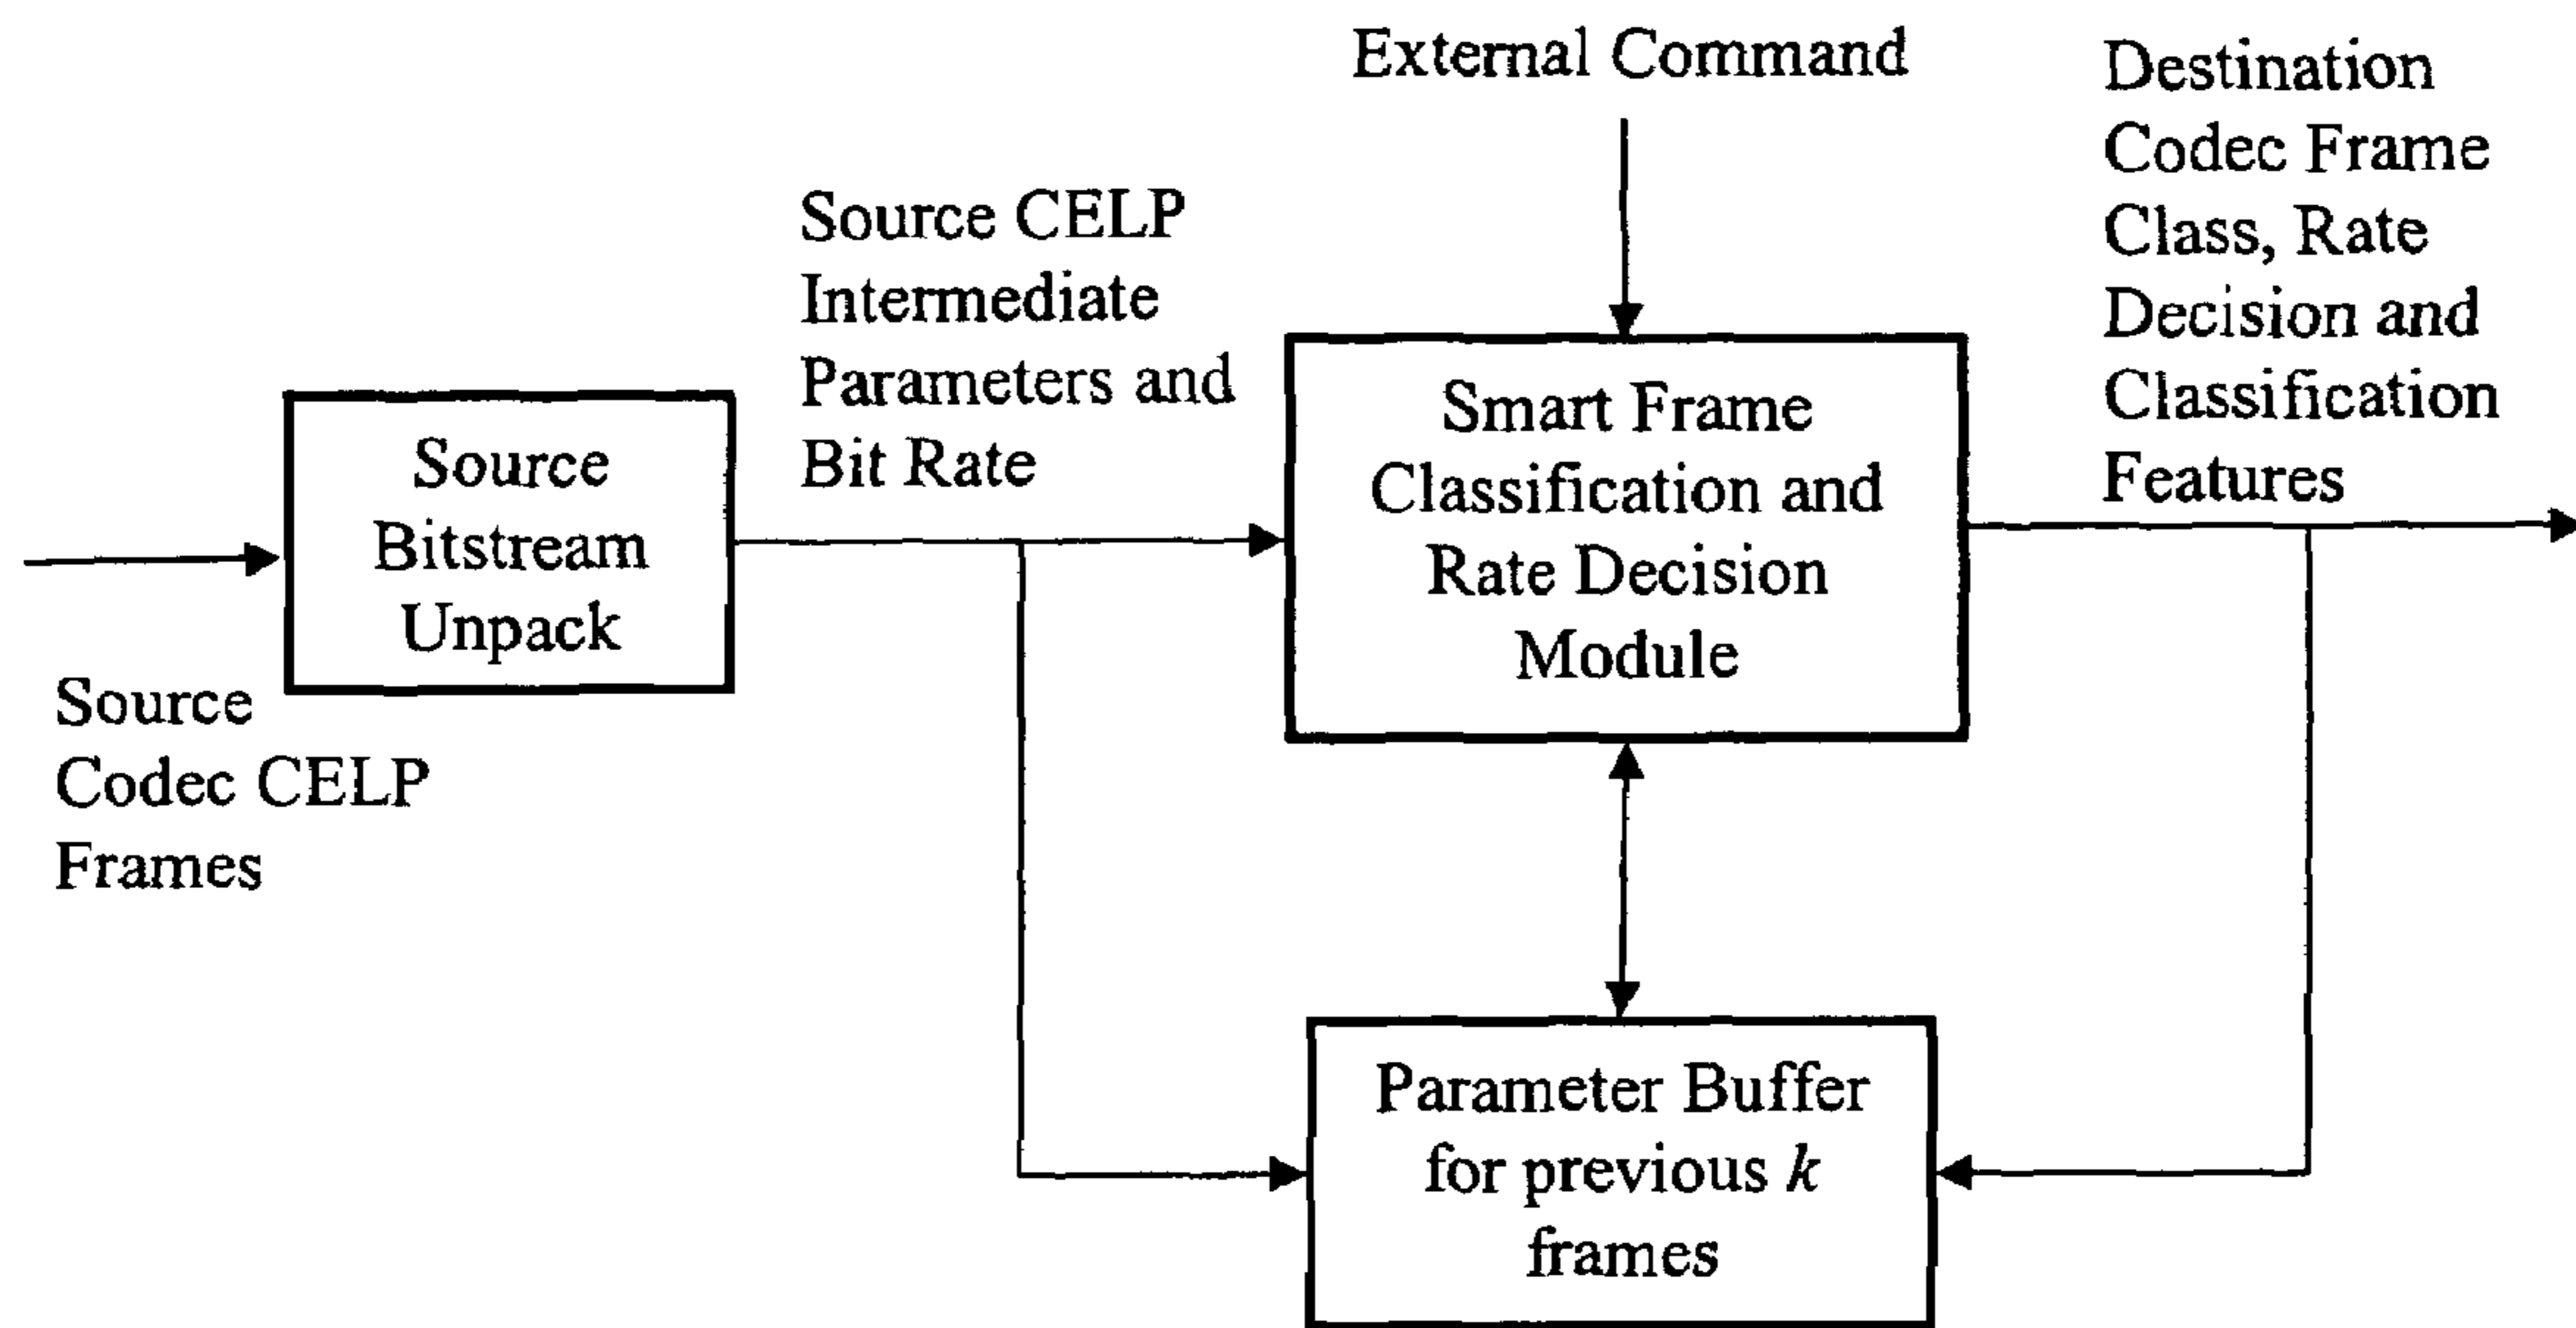 External Command
Destination
Codec Frame
Class, Rate
Decision and
Classification
Features
Source CELP
Intermediate
Parameters and
Bit Rate
Smart Frame
Classification and
Rate Decision
Module
Source
Bitstream
Unpack
Source
Codec CELP
Frames
Parameter Buffer
for previous k
frames